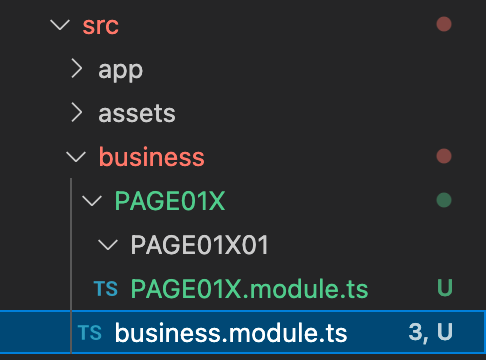 src
app
assets
business
PAGE01X
PAGE01X01
TS PAGE01X.module.ts U
TS business.module.ts 3, U